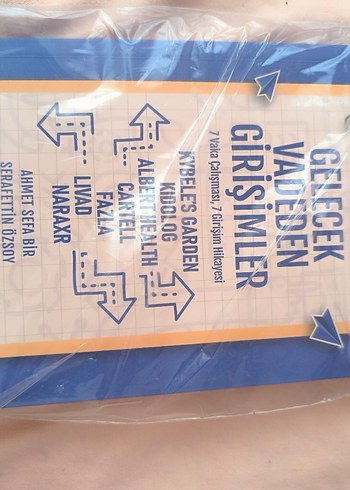 GELECEK
VADEDEN
GİRİŞİMLER
7 Vaka Çalışması, 7 Girişim Hikayesi
KYBELE'S GARDEN
KIDOLOG
ALBERT HEALTH
CARTELL
FAZLA
LIVAD
NARAXR
AHMET SEFA BİR
SERAFETTİN ÖZSOY